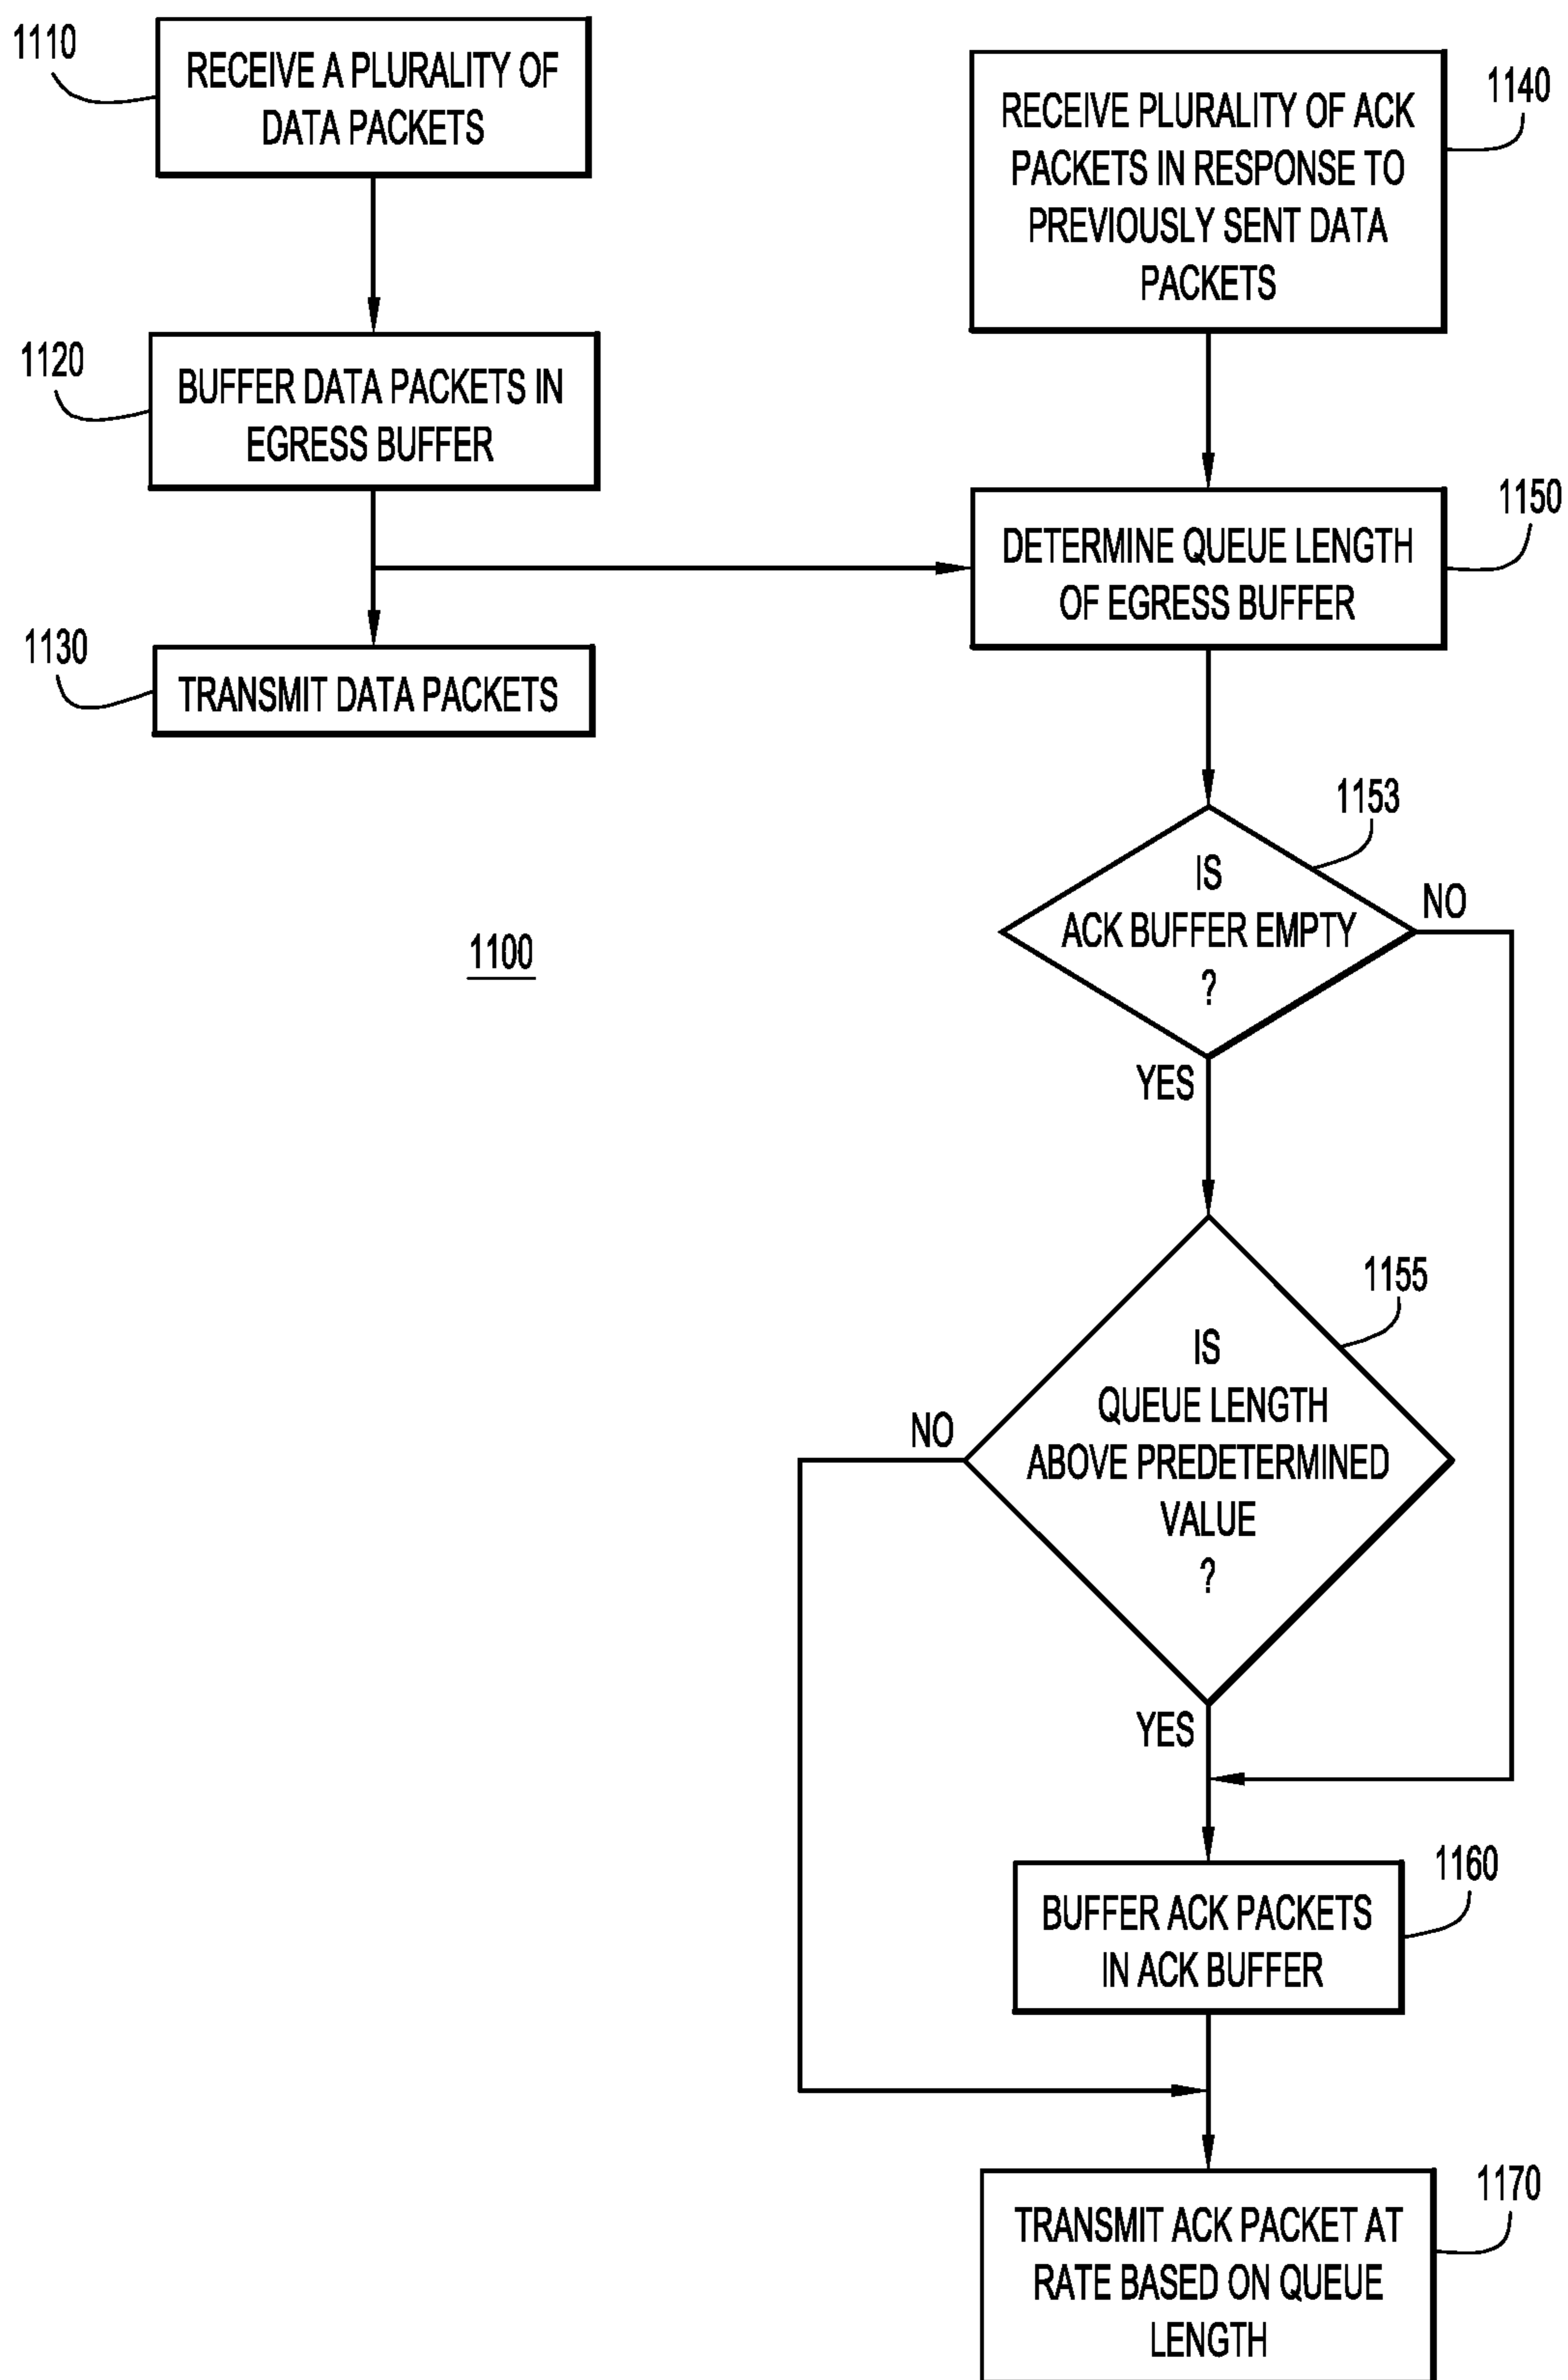 1110
RECEIVE A PLURALITY OF
DATA PACKETS
1120
BUFFER DATA PACKETS IN
EGRESS BUFFER
1130
TRANSMIT DATA PACKETS
1100
1140
RECEIVE PLURALITY OF ACK
PACKETS IN RESPONSE TO
PREVIOUSLY SENT DATA
PACKETS
1150
DETERMINE QUEUE LENGTH
OF EGRESS BUFFER
1153
IS
ACK BUFFER EMPTY
?
NO
YES
1155
IS
QUEUE LENGTH
ABOVE PREDETERMINED
VALUE
?
NO
YES
1160
BUFFER ACK PACKETS
IN ACK BUFFER
1170
TRANSMIT ACK PACKET AT
RATE BASED ON QUEUE
LENGTH